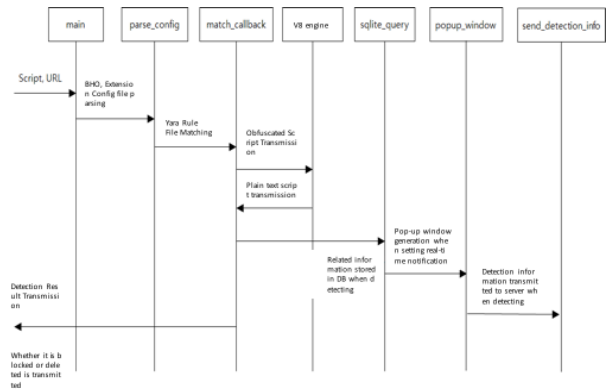 main
parse_config
match_callback
V8 engine
sqlite_query
popup_window
send_detection_info
Script, URL
BHO, Extensio
n Config file p
arsing
Yara Rule
File Matching
Obfuscated Sc
ript Transmissi
on
Plain text scrip
t transmission
Related infor
mation stored
in DB when d
etecting
Pop-up window
generation whe
n setting real-ti
me notification
Detection infor
mation transmit
ted to server wh
en detecting
Detection Res
ult Transmissi
on
Whether it is b
locked or dele
ted is transmit
ted